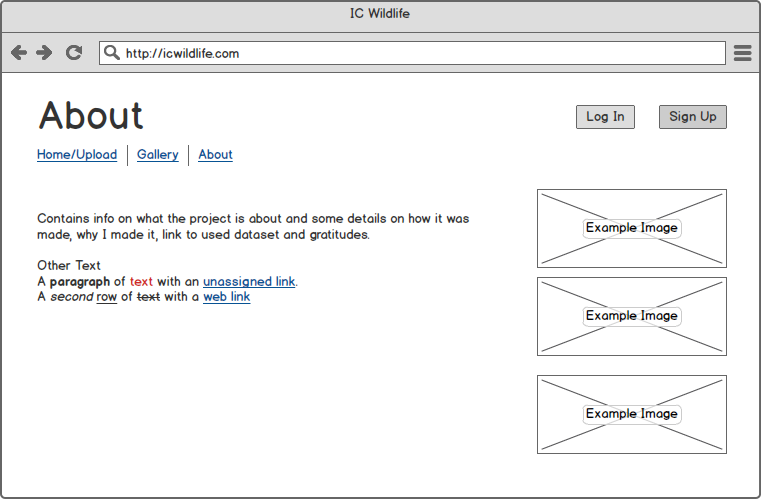 IC Wildlife
http://icwildlife.com
About
Log In
Sign Up
Home/Upload
Gallery
About
Contains info on what the project is about and some details on how it was
made, why I made it, link to used dataset and gratitudes.
Other Text
A paragraph of text with an unassigned link.
A second row of text with a web link
Example Image
Example Image
Example Image